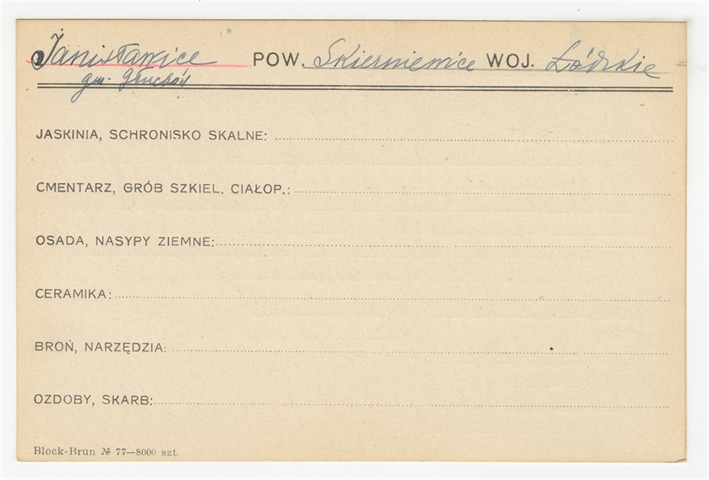 Janisławice POW. Skierniewice WOJ. Łódzkie
gm. Głuchów
JASKINIA, SCHRONISKO SKALNE:
CMENTARZ, GRÓB SZKIEL. CIAŁOP.:
OSADA, NASYPY ZIEMNE:
CERAMIKA:
BROŃ, NARZĘDZIA:
OZDOBY, SKARB:
Block-Brun № 77—8000 szt.